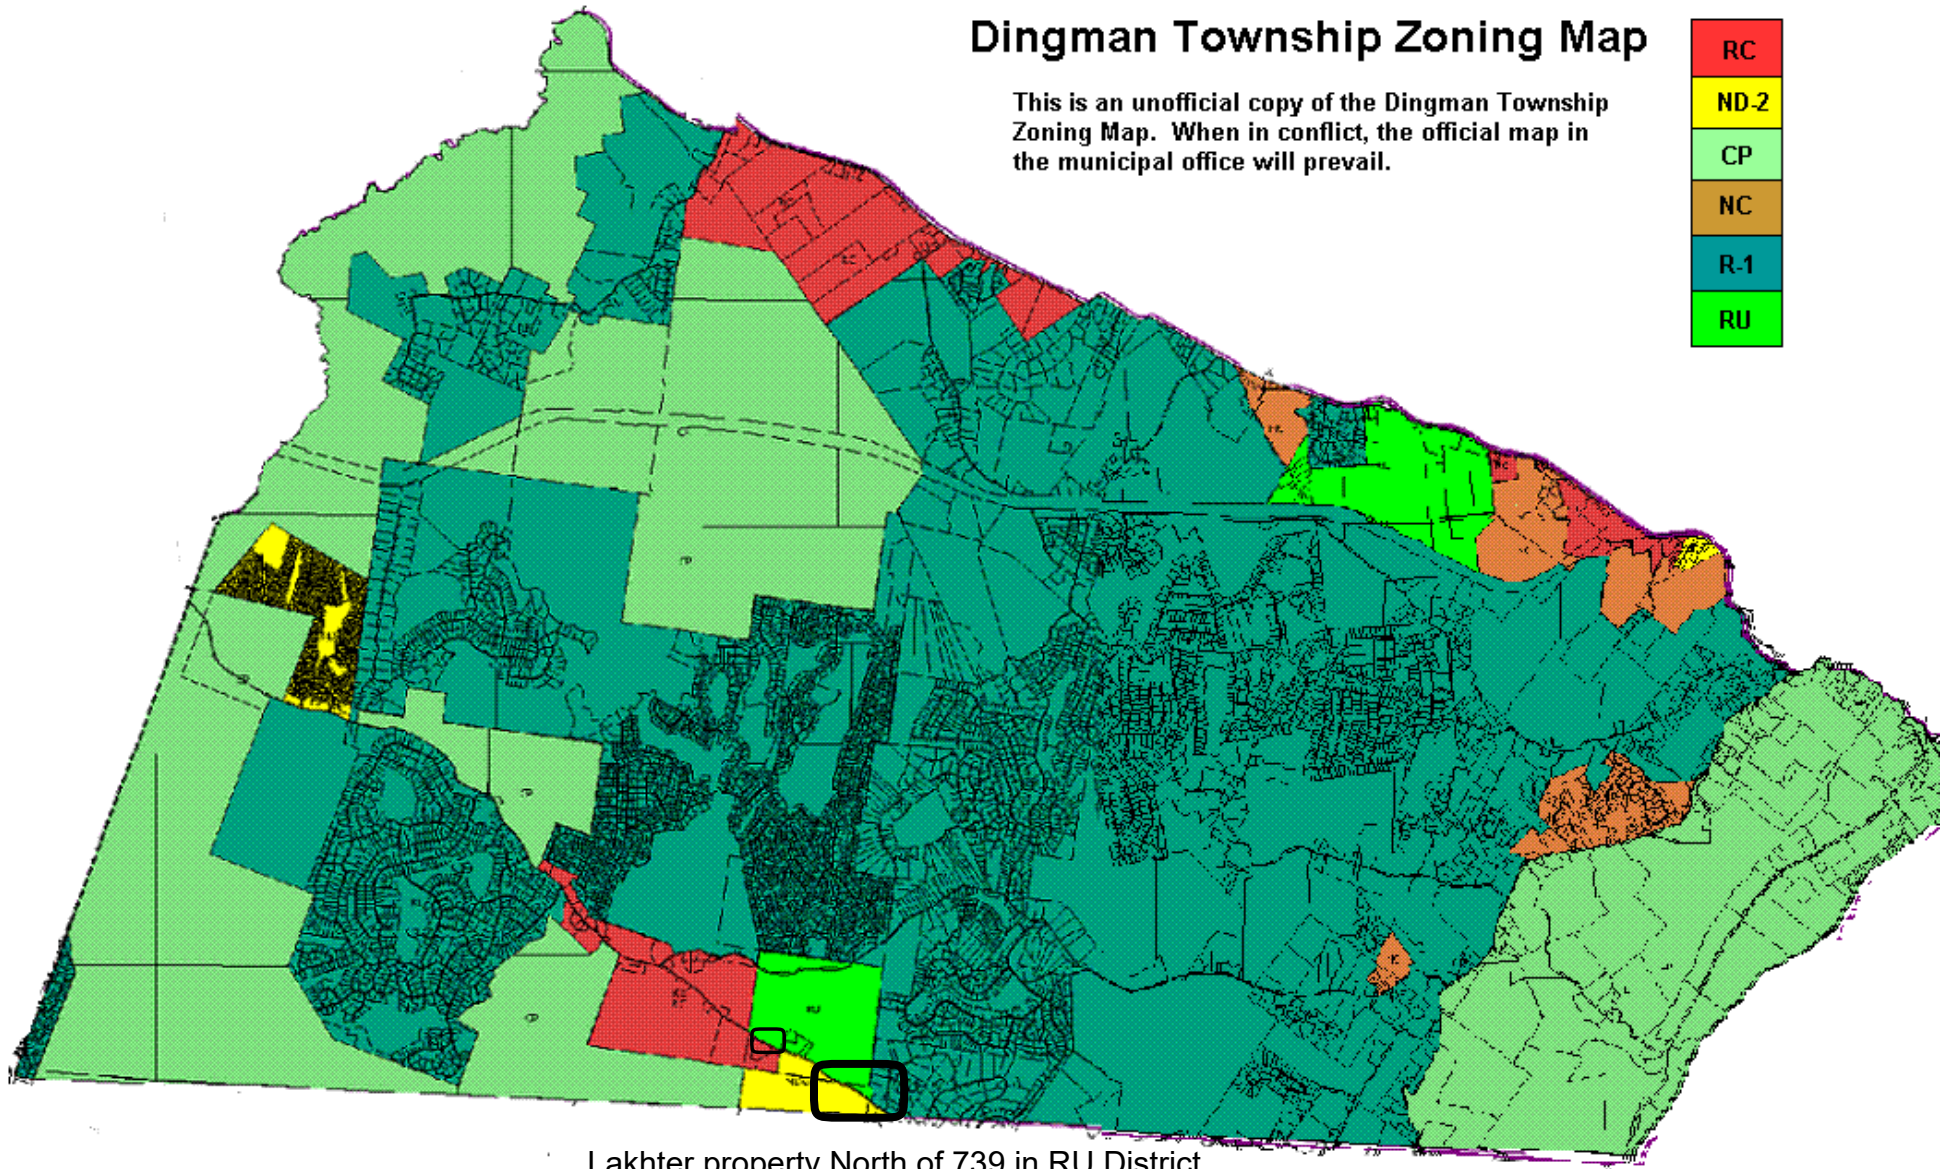 Dingman Township Zoning Map
This is an unofficial copy of the Dingman Township
Zoning Map. When in conflict, the official map in
the municipal office will prevail.
RC
ND-2
CP
NC
R-1
RU
Lakhter property North of 739 in RU District